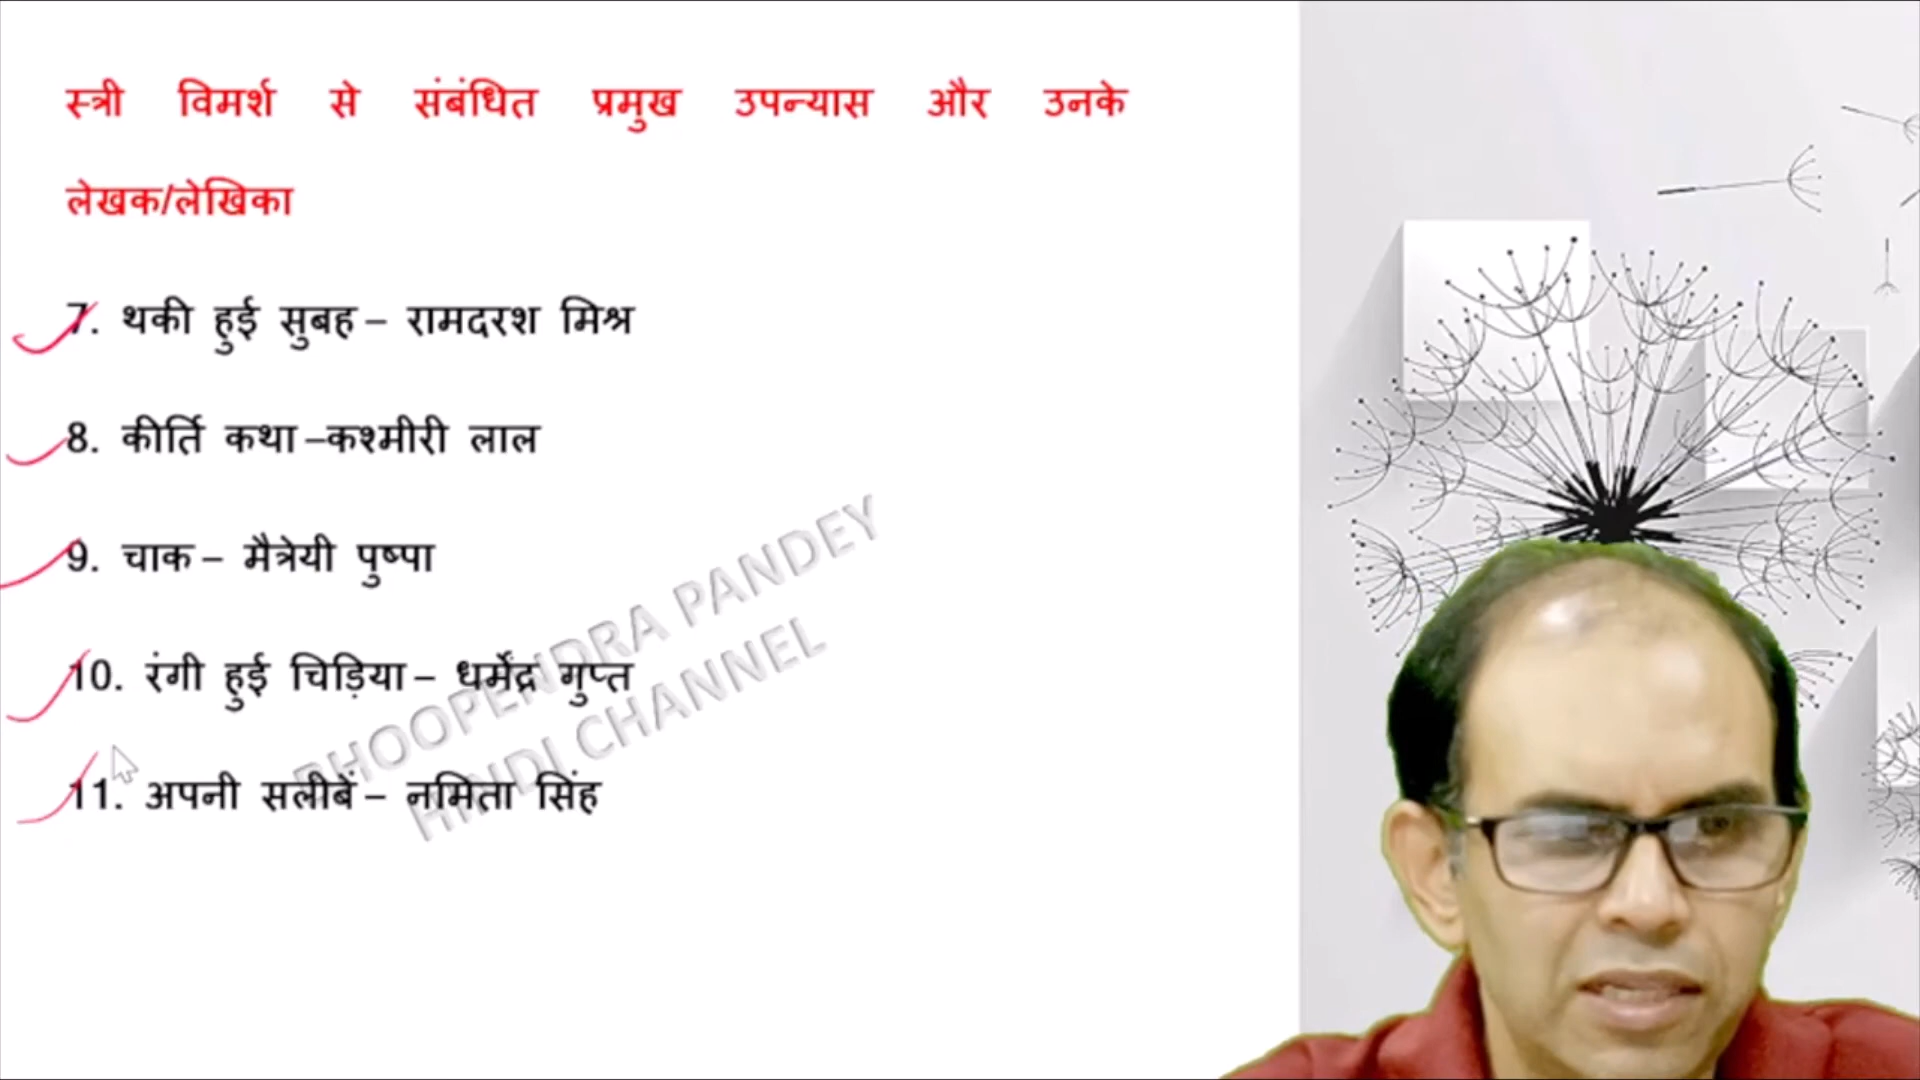 स्त्री विमर्श से संबंधित प्रमुख उपन्यास और उनके
लेखक/लेखिका
7. थकी हुई सुबह – रामदरश मिश्र
8. कीर्ति कथा –कश्मीरी लाल
9. चाक – मैत्रेयी पुष्पा
10. रंगी हुई चिड़िया – धर्मेंद्र गुप्त
11. अपनी सलीबें – नमिता सिंह
BHOOPENDRA PANDEY
HINDI CHANNEL